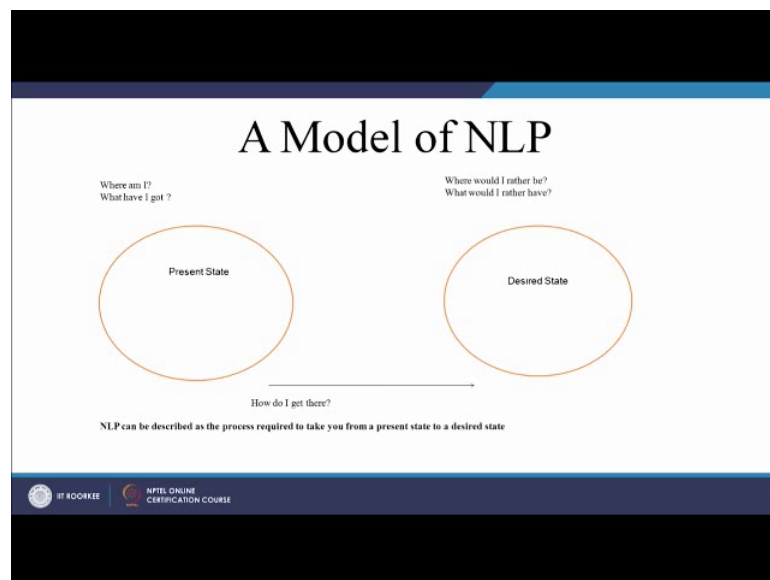 A Model of NLP
Where am I?
What have I got ?
Where would I rather be?
What would I rather have?
Present State
Desired State
How do I get there?
NLP can be described as the process required to take you from a present state to a desired state
IIT ROORKEE
NPTEL ONLINE
CERTIFICATION COURSE